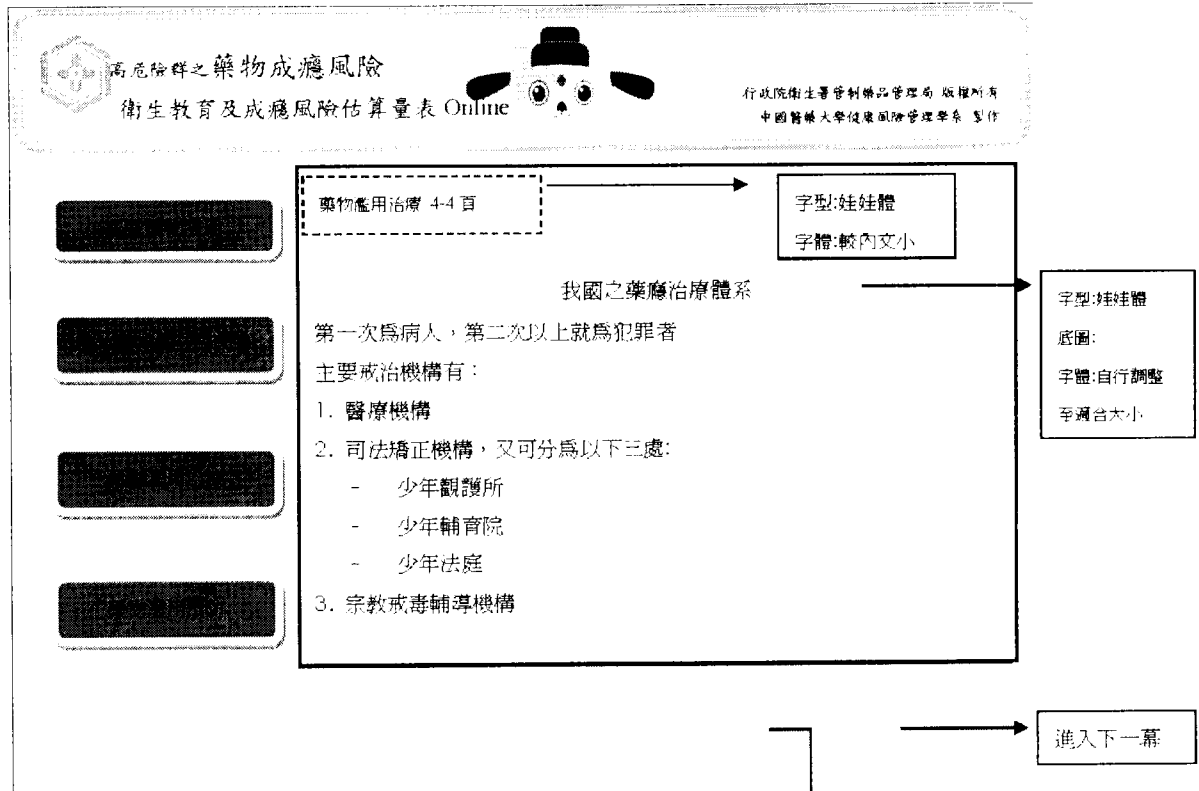 高危險群之藥物成癮風險
衛生教育及成癮風險估算量表 Online
行政院衛生署管制藥品管理局 版權所有
中國醫藥大學健康風險管理學系 製作
藥物濫用治療 4-4 頁
字型:娃娃體
字體:較內文小
我國之藥癮治療體系
字型:娃娃體
底圖:
字體:自行調整
至適合大小
第一次爲病人，第二次以上就爲犯罪者
主要戒治機構有：
1. 醫療機構
2. 司法矯正機構，又可分爲以下三處:
- 少年觀護所
- 少年輔育院
- 少年法庭
3. 宗教戒毒輔導機構
進入下一幕